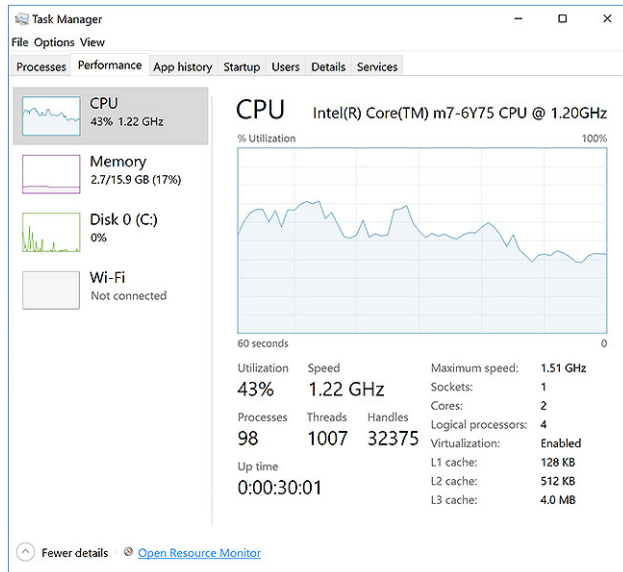 Task Manager
File Options View
Processes Performance App history Startup Users Details Services
CPU
43% 1.22 GHz
Memory
2.7/15.9 GB (17%)
Disk 0 (C:)
0%
Wi-Fi
Not connected
CPU Intel(R) Core(TM) m7-6Y75 CPU @ 1.20GHz
% Utilization 100%
60 seconds 0
Utilization Speed
43% 1.22 GHz
Processes Threads Handles
98 1007 32375
Up time
0:00:30:01
Maximum speed: 1.51 GHz
Sockets: 1
Cores: 2
Logical processors: 4
Virtualization: Enabled
L1 cache: 128 KB
L2 cache: 512 KB
L3 cache: 4.0 MB
Fewer details Open Resource Monitor